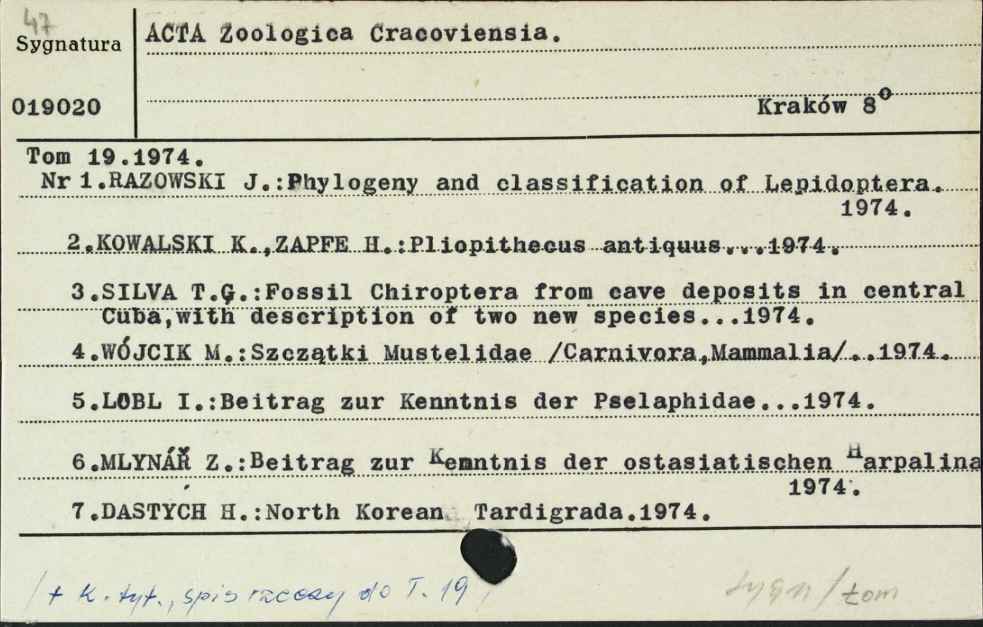 47
Sygnatura
ACTA Zoologica Cracoviensia.
019020
Kraków 8⁰
Tom 19.1974.
Nr 1.RAZOWSKI J.:Phylogeny and classification of Lepidoptera.
1974.
2.KOWALSKI K.,ZAPFE H.:Pliopithecus antiquus...1974.
3.SILVA T.G.:Fossil Chiroptera from cave deposits in central
Cuba,with description of two new species...1974.
4.WÓJCIK M.:Szczątki Mustelidae /Carnivora,Mammalia/...1974.
5.LOBL I.:Beitrag zur Kenntnis der Pselaphidae...1974.
6.MLYNÁŘ Z.:Beitrag zur Kenntnis der ostasiatischen Harpalina
1974.
7.DASTYCH H.:North Korean Tardigrada.1974.
/+ k. tyt., spis rzeczy do T. 19/
sygn/tom